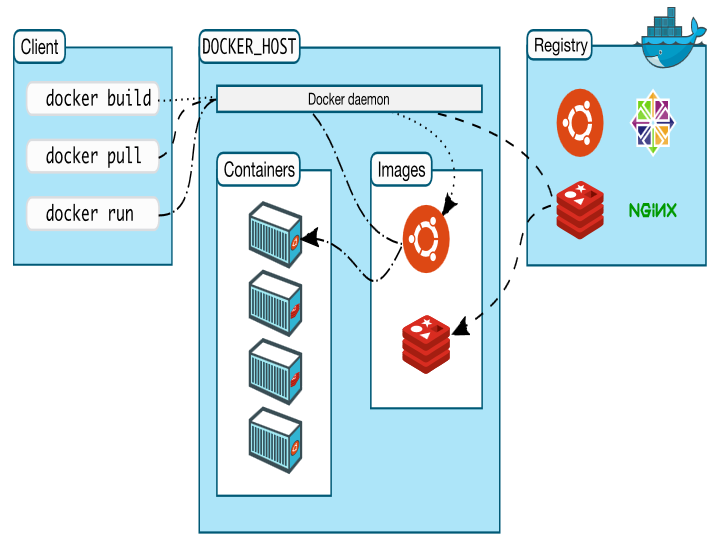 Client
docker build
docker pull
docker run
DOCKER_HOST
Docker daemon
Containers
Images
Registry
NGiNX